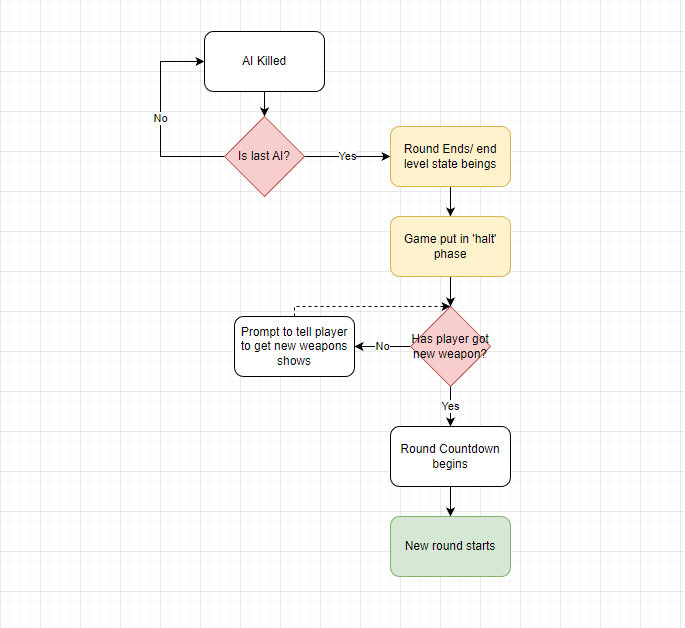 AI Killed
No
Is last AI?
Yes
Round Ends/ end
level state beings
Game put in 'halt'
phase
Prompt to tell player
to get new weapons
shows
No
Has player got
new weapon?
Yes
Round Countdown
begins
New round starts